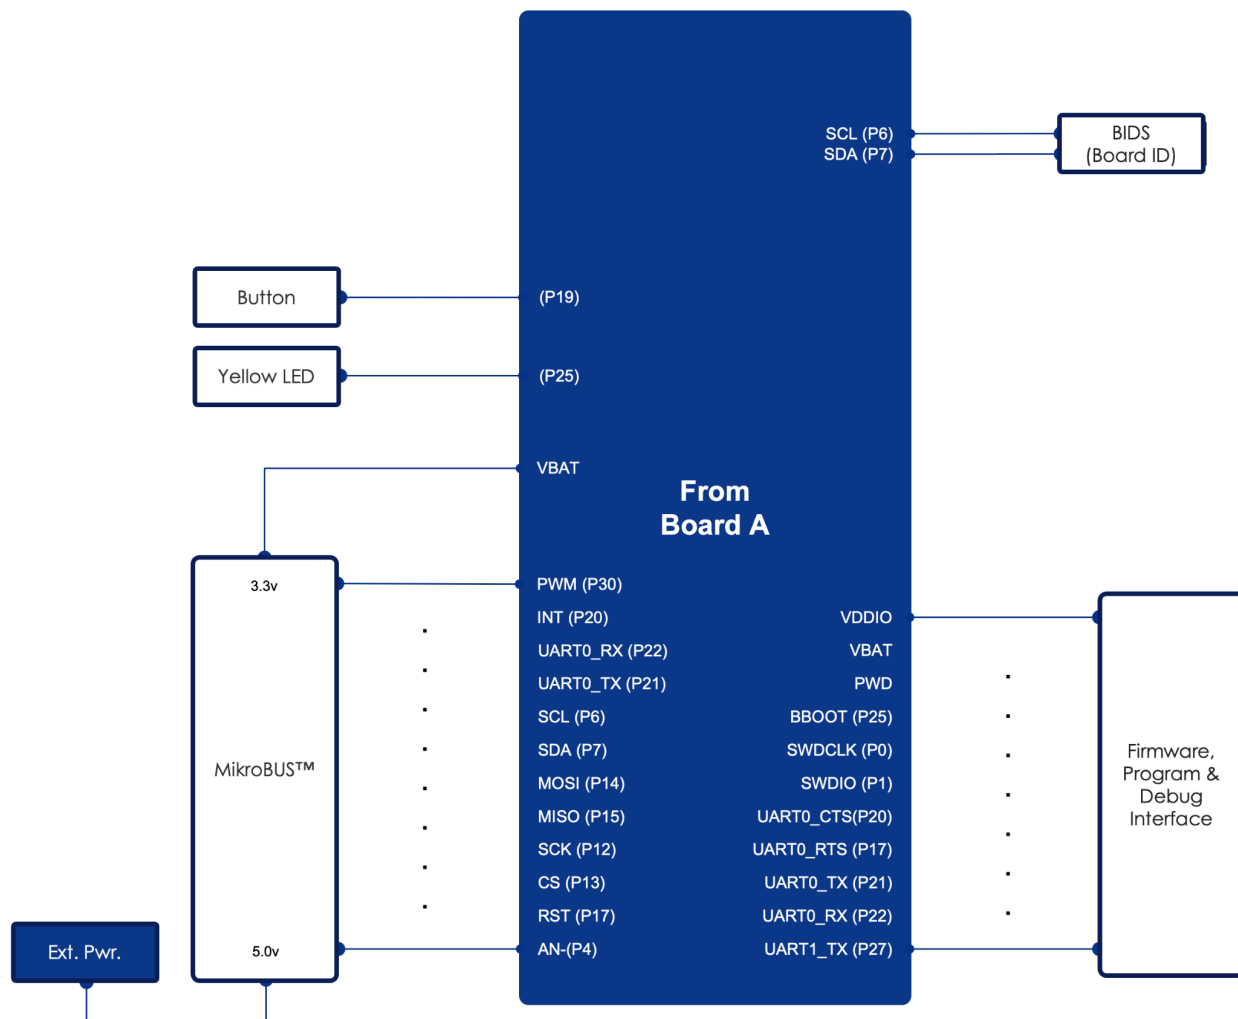 SCL (P6)
SDA (P7)
BIDS
(Board ID)
Button
(P19)
Yellow LED
(P25)
VBAT
From
Board A
3.3v
MikroBUS™
5.0v
Ext. Pwr.
PWM (P30)
INT (P20)
UART0_RX (P22)
UART0_TX (P21)
SCL (P6)
SDA (P7)
MOSI (P14)
MISO (P15)
SCK (P12)
CS (P13)
RST (P17)
AN-(P4)
VDDIO
VBAT
PWD
BBOOT (P25)
SWDCLK (P0)
SWDIO (P1)
UART0_CTS(P20)
UART0_RTS (P17)
UART0_TX (P21)
UART0_RX (P22)
UART1_TX (P27)
Firmware,
Program &
Debug
Interface